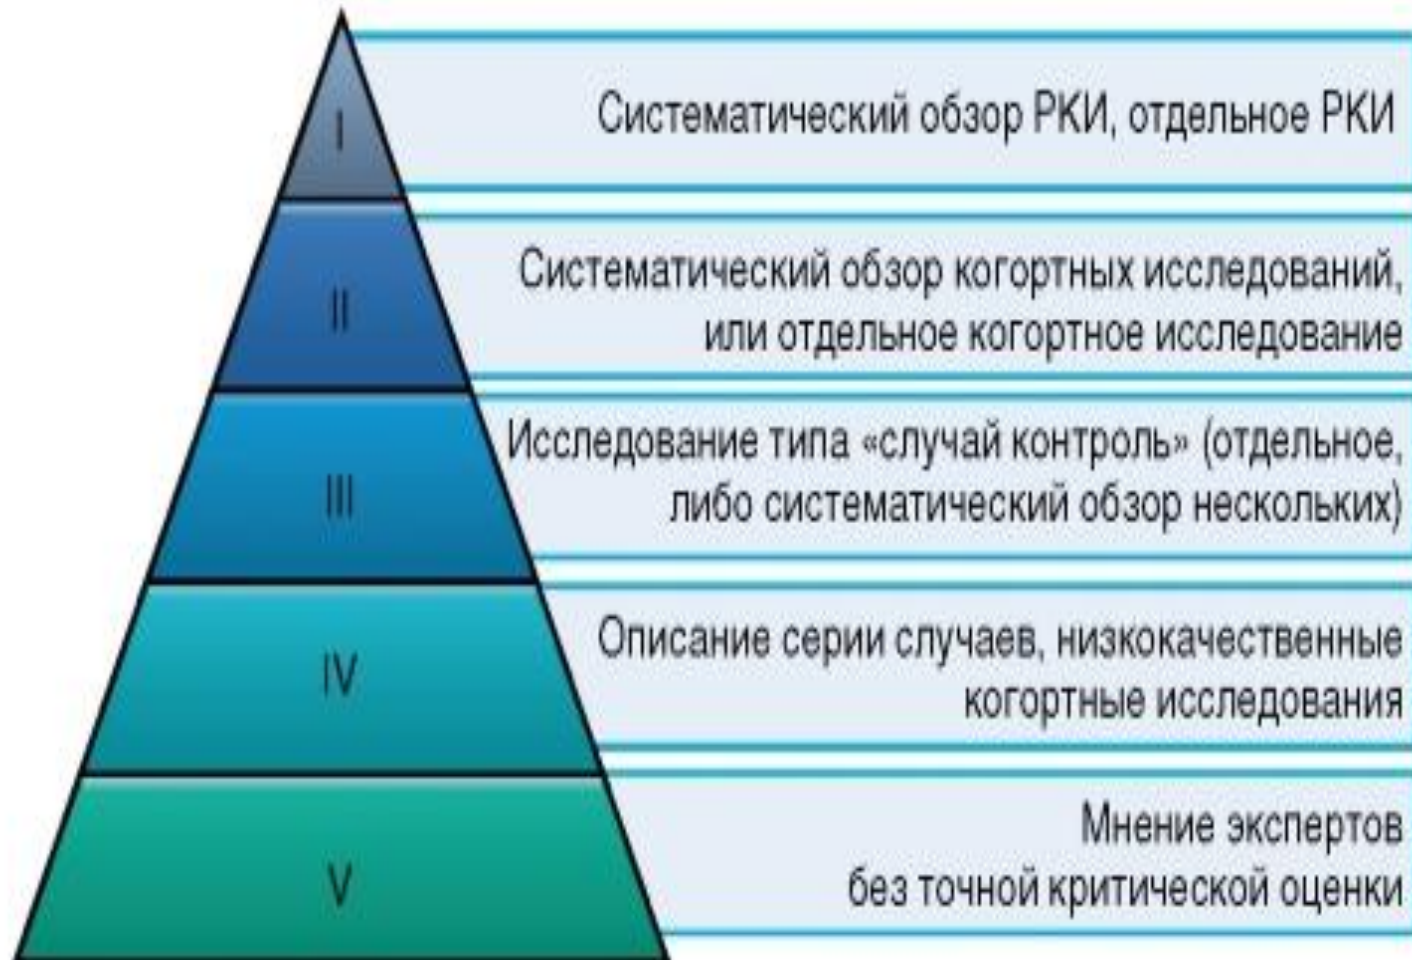 I
Систематический обзор РКИ, отдельное РКИ
II
Систематический обзор когортных исследований,
или отдельное когортное исследование
III
Исследование типа «случай контроль» (отдельное,
либо систематический обзор нескольких)
IV
Описание серии случаев, низкокачественные
когортные исследования
V
Мнение экспертов
без точной критической оценки